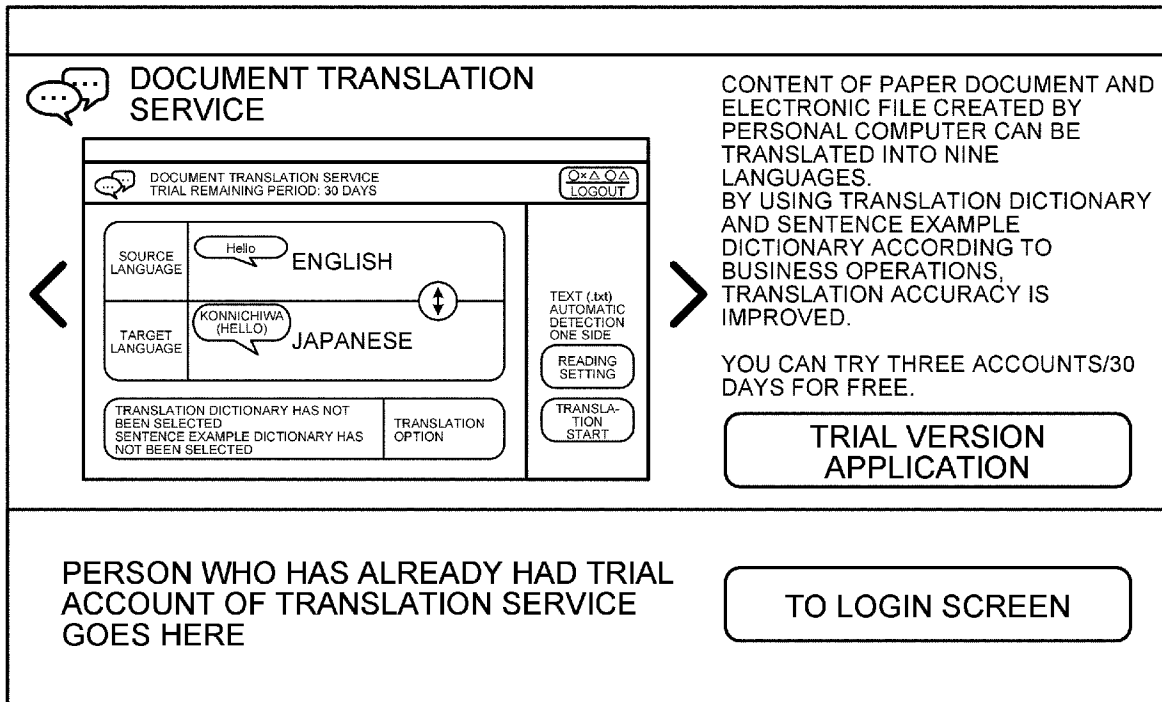 DOCUMENT TRANSLATION
SERVICE
DOCUMENT TRANSLATION SERVICE
TRIAL REMAINING PERIOD: 30 DAYS
O×△ O△
LOGOUT
SOURCE
LANGUAGE
Hello
ENGLISH
TARGET
LANGUAGE
KONNICHIWA
(HELLO)
JAPANESE
TRANSLATION DICTIONARY HAS NOT
BEEN SELECTED
SENTENCE EXAMPLE DICTIONARY HAS
NOT BEEN SELECTED
TRANSLATION
OPTION
TEXT (.txt)
AUTOMATIC
DETECTION
ONE SIDE
READING
SETTING
TRANSLA-
TION
START
CONTENT OF PAPER DOCUMENT AND
ELECTRONIC FILE CREATED BY
PERSONAL COMPUTER CAN BE
TRANSLATED INTO NINE
LANGUAGES.
BY USING TRANSLATION DICTIONARY
AND SENTENCE EXAMPLE
DICTIONARY ACCORDING TO
BUSINESS OPERATIONS,
TRANSLATION ACCURACY IS
IMPROVED.
YOU CAN TRY THREE ACCOUNTS/30
DAYS FOR FREE.
TRIAL VERSION
APPLICATION
PERSON WHO HAS ALREADY HAD TRIAL
ACCOUNT OF TRANSLATION SERVICE
GOES HERE
TO LOGIN SCREEN